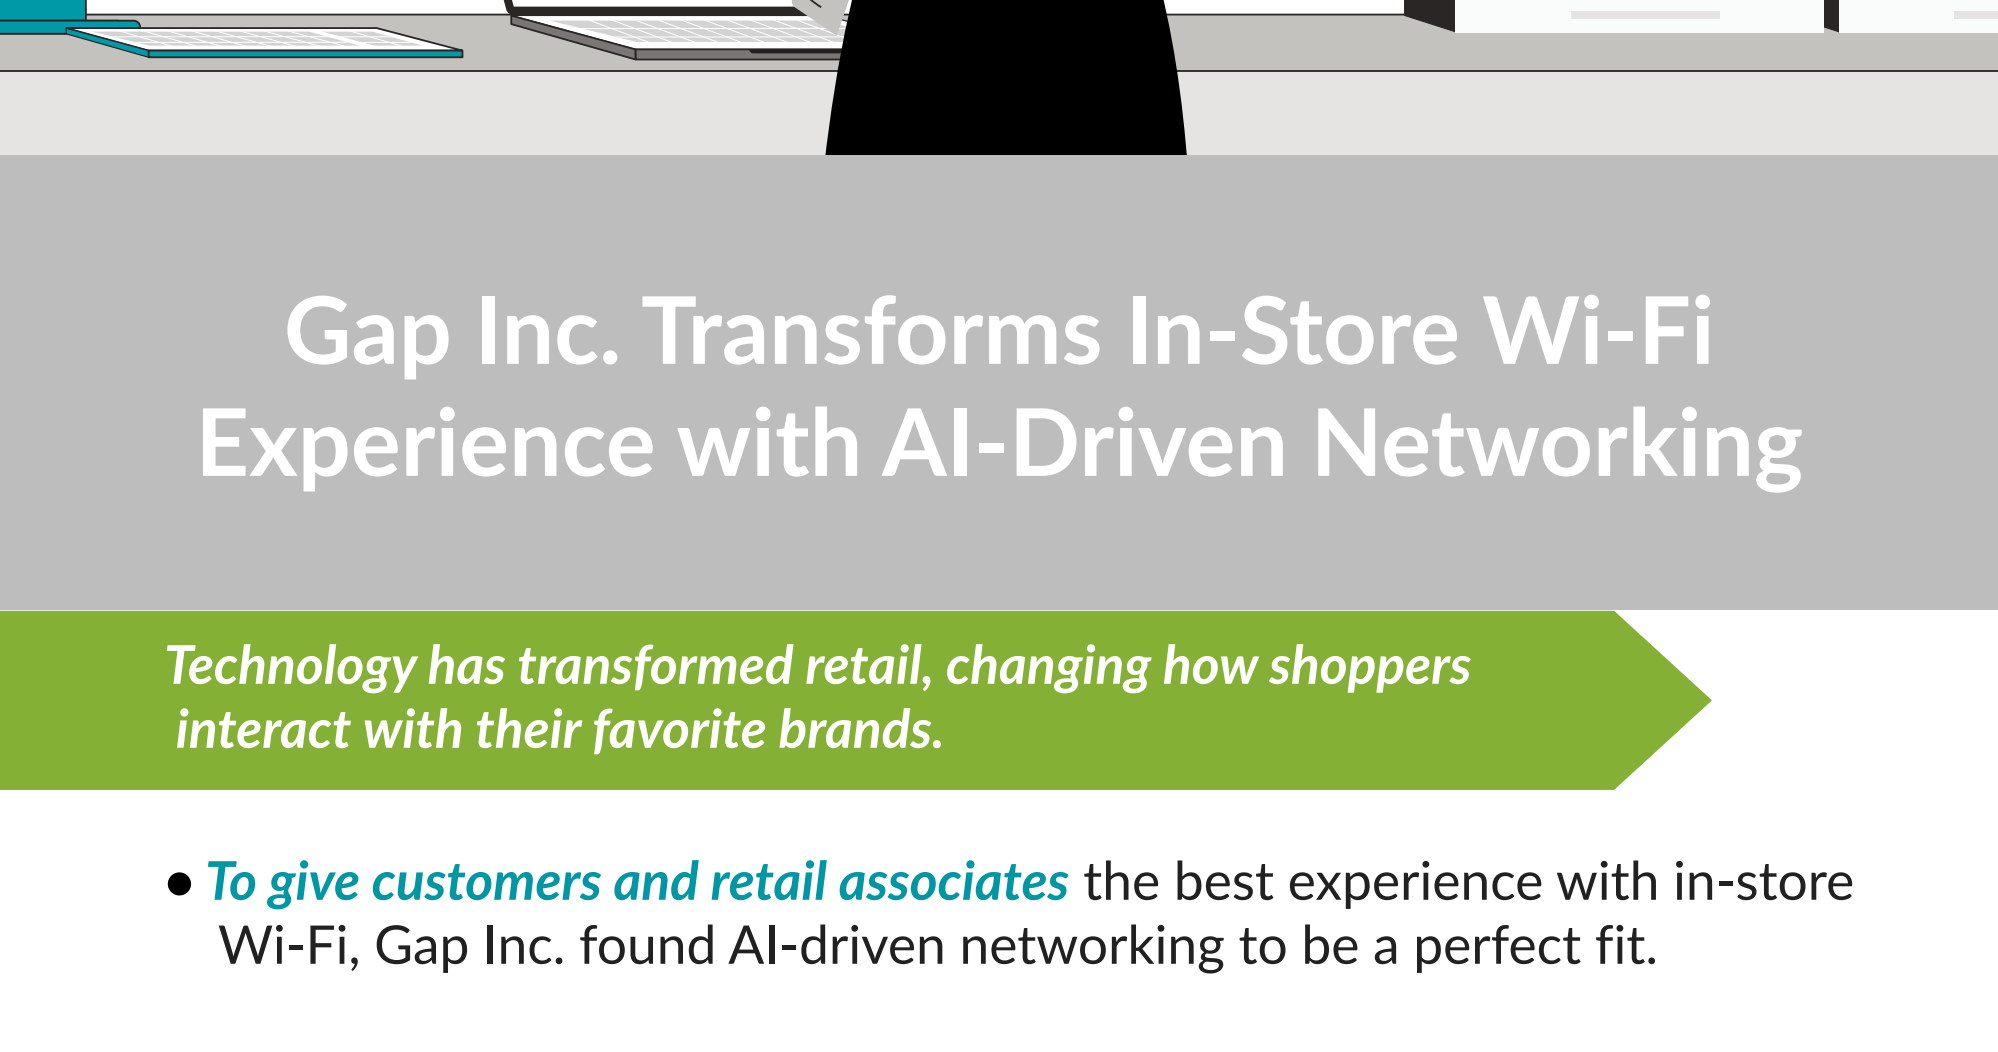 Gap Inc. Transforms In-Store Wi-Fi
Experience with AI-Driven Networking
Technology has transformed retail, changing how shoppers
interact with their favorite brands.
• To give customers and retail associates the best experience with in-store
Wi-Fi, Gap Inc. found AI-driven networking to be a perfect fit.